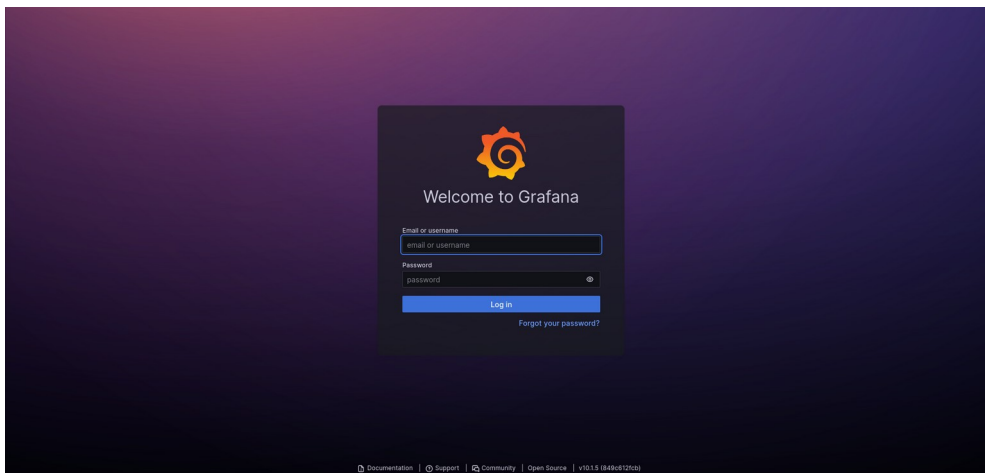 Welcome to Grafana
Email or username
email or username
Password
password
Log in
Forgot your password?
Documentation | Support | Community | Open Source | v10.1.5 (849c612fcb)